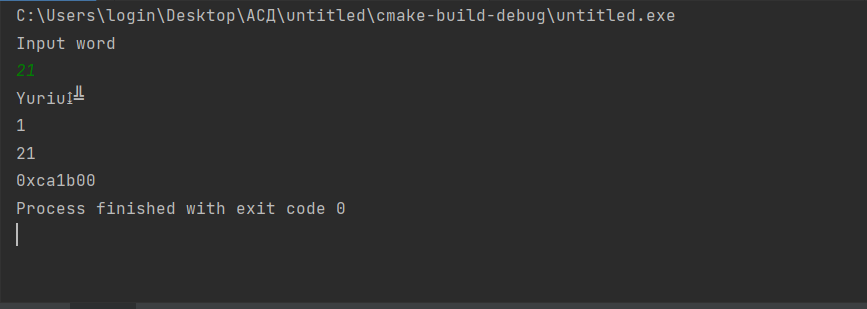 C:\Users\login\Desktop\АСД\untitled\cmake-build-debug\untitled.exe
Input word
21
Yuriu↨╩
1
21
0xca1b00
Process finished with exit code 0